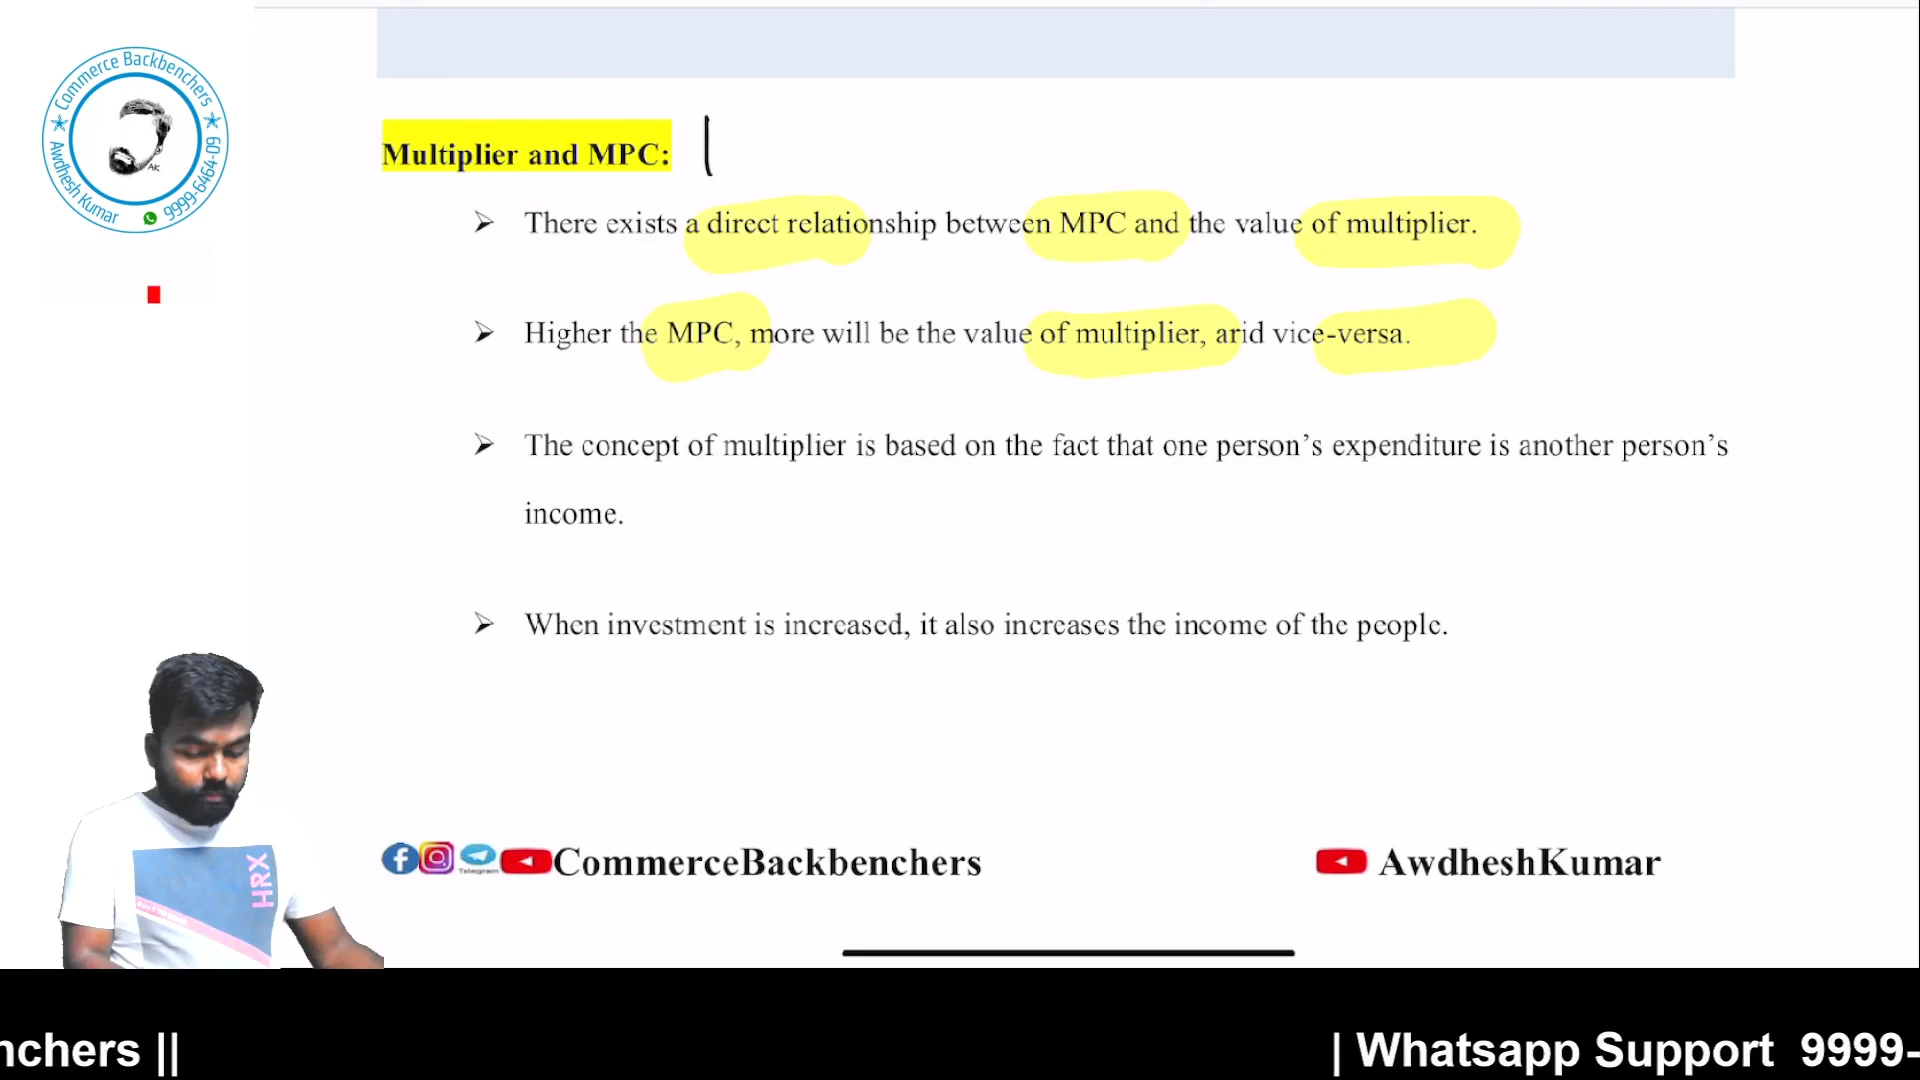 Commerce Backbenchers
AK
Awdhesh Kumar 9999-6464-09
Multiplier and MPC:
➢ There exists a direct relationship between MPC and the value of multiplier.
➢ Higher the MPC, more will be the value of multiplier, arid vice-versa.
➢ The concept of multiplier is based on the fact that one person’s expenditure is another person’s
income.
➢ When investment is increased, it also increases the income of the people.
HRX
Telegram
CommerceBackbenchers
AwdheshKumar
nchers || | Whatsapp Support 9999-